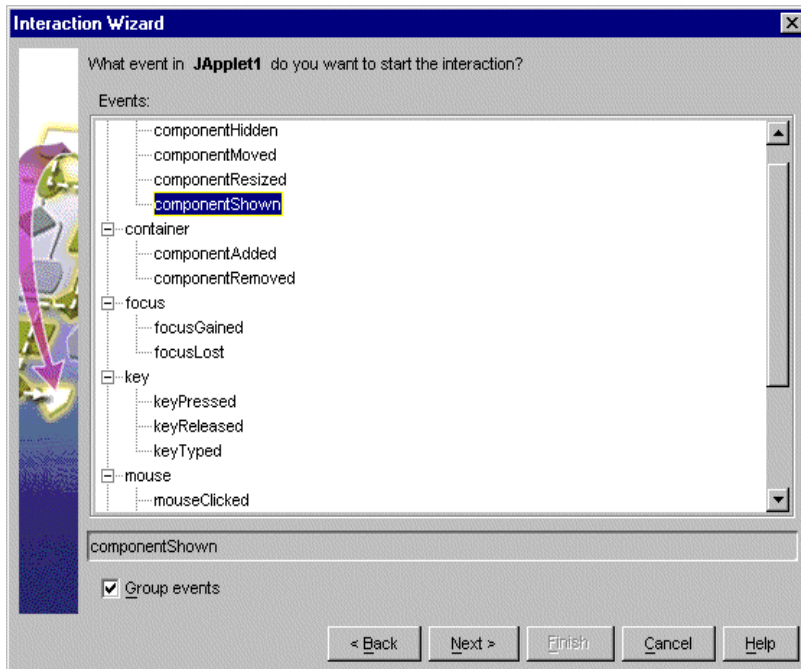 Interaction Wizard
What event in JApplet1 do you want to start the interaction?
Events:
componentHidden
componentMoved
componentResized
componentShown
container
componentAdded
componentRemoved
focus
focusGained
focusLost
key
keyPressed
keyReleased
keyTyped
mouse
mouseClicked
componentShown
Group events
< Back Next > Finish Cancel Help